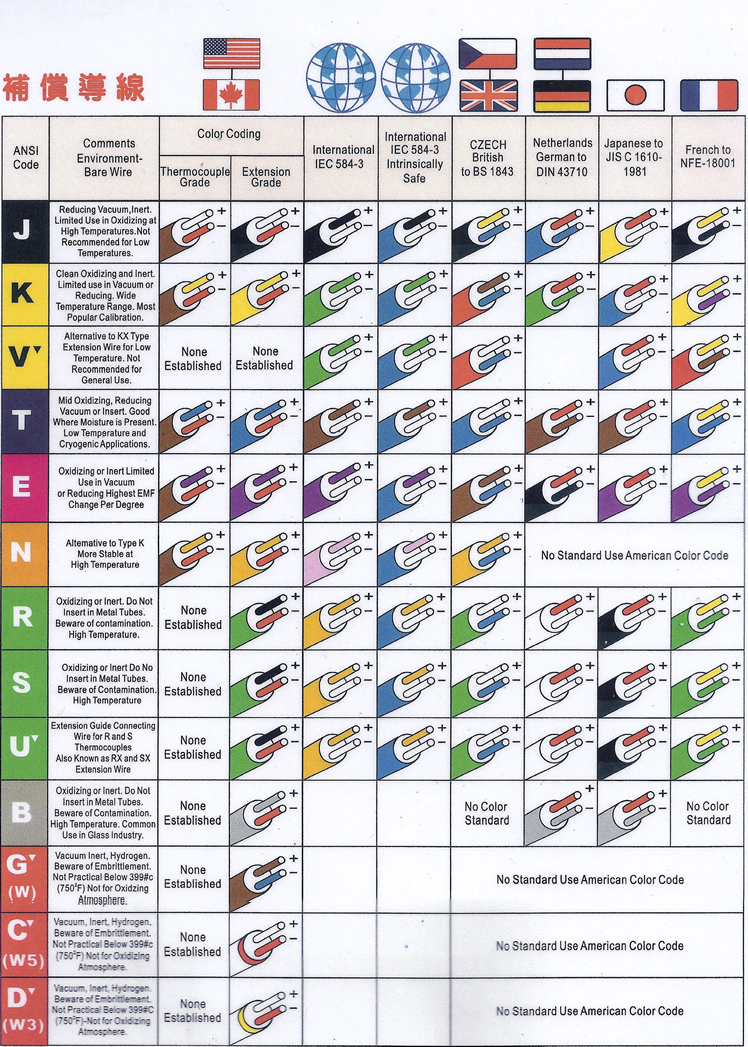 補償導線
ANSI
Code
Comments
Environment-
Bare Wire
Color Coding
Thermocouple
Grade
Extension
Grade
International
IEC 584-3
International
IEC 584-3
Intrinsically
Safe
CZECH
British
to BS 1843
Netherlands
German to
DIN 43710
Japanese to
JIS C 1610-
1981
French to
NFE-18001
J
Reducing Vacuum,Inert.
Limited Use in Oxidizing at
High Temperatures.Not
Recommended for Low
Temperatures.
+
−
+
−
+
−
+
−
+
−
+
−
+
−
+
−
K
Clean Oxidizing and Inert.
Limited use in Vacuum or
Reducing. Wide
Temperature Range. Most
Popular Calibration.
+
−
+
−
+
−
+
−
+
−
+
−
+
−
+
−
V▼
Alternative to KX Type
Extension Wire for Low
Temperature. Not
Recommended for
General Use.
None
Established
None
Established
+
−
+
−
+
−
+
−
+
−
T
Mid Oxidizing, Reducing
Vacuum or Insert. Good
Where Moisture is Present.
Low Temperature and
Cryogenic Applications.
+
−
+
−
+
−
+
−
+
−
+
−
+
−
+
−
E
Oxidizing or Inert Limited
Use in Vacuum
or Reducing Highest EMF
Change Per Degree
+
−
+
−
+
−
+
−
+
−
+
−
+
−
+
−
N
Alternative to Type K
More Stable at
High Temperature
+
−
+
−
+
−
+
−
+
−
No Standard Use American Color Code
R
Oxidizing or Inert. Do Not
Insert in Metal Tubes.
Beware of contamination.
High Temperature.
None
Established
+
−
+
−
+
−
+
−
+
−
+
−
+
−
S
Oxidizing or Inert Do No
Insert in Metal Tubes.
Beware of Contamination.
High Temperature
None
Established
+
−
+
−
+
−
+
−
+
−
+
−
+
−
U▼
Extension Guide Connecting
Wire for R and S
Thermocouples
Also Known as RX and SX
Extension Wire
None
Established
+
−
+
−
+
−
+
−
+
−
+
−
+
−
B
Oxidizing or Inert. Do Not
Insert in Metal Tubes.
Beware of Contamination.
High Temperature. Common
Use in Glass Industry.
None
Established
+
−
No Color
Standard
+
−
+
−
No Color
Standard
G▼
(W)
Vacuum Inert, Hydrogen.
Beware of Embrittlement.
Not Practical Below 399#c
(750°F) Not for Oxidzing
Atmosphere.
None
Established
+
−
No Standard Use American Color Code
C▼
(W5)
Vacuum, Inert, Hydrogen.
Beware of Embrittlement.
Not Practical Below 399#c
(750°F) Not for Oxidizing
Atmosphere.
None
Established
+
−
No Standard Use American Color Code
D▼
(W3)
Vacuum, Inert, Hydrogen.
Beware of Embrittlement.
Not Practical Below 399#C
(750°F)-Not for Oxidizing
Atmosphere.
None
Established
+
−
No Standard Use American Color Code